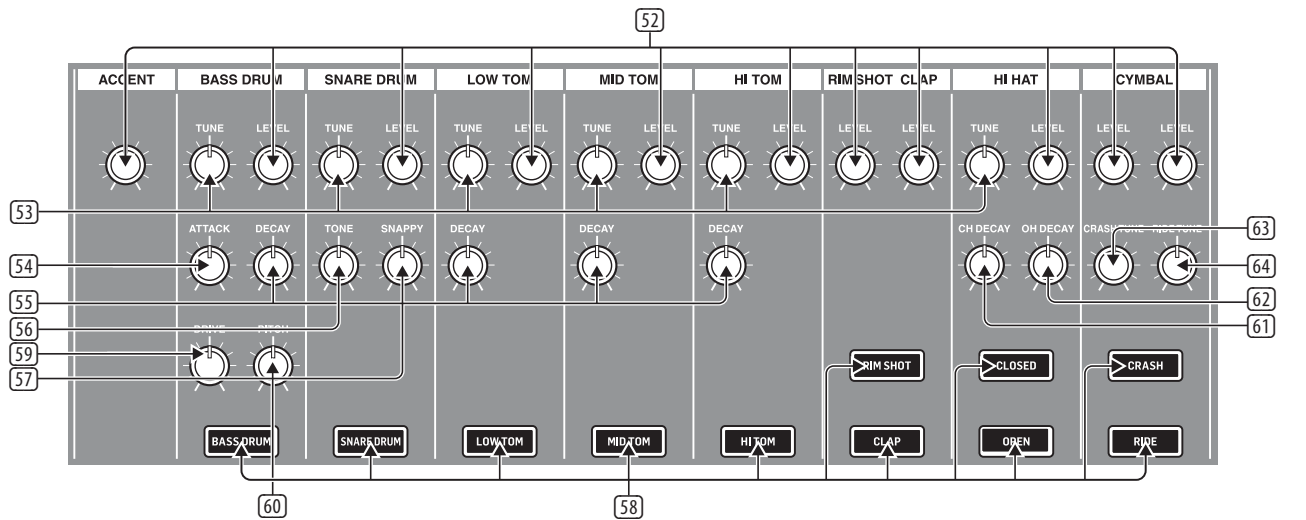 52
ACCENT BASS DRUM SNARE DRUM LOW TOM MID TOM HI TOM RIM SHOT CLAP HI HAT CYMBAL
TUNE LEVEL TUNE LEVEL TUNE LEVEL TUNE LEVEL TUNE LEVEL LEVEL LEVEL TUNE LEVEL LEVEL LEVEL
53
ATTACK DECAY TONE SNAPPY DECAY DECAY DECAY CH DECAY OH DECAY CRASH TUNE RIDE TUNE
63
54 64
55 62
56 61
DRIVE PITCH
59
57
RIM SHOT CLOSED CRASH
BASS DRUM SNARE DRUM LOW TOM MID TOM HI TOM CLAP OPEN RIDE
60 58